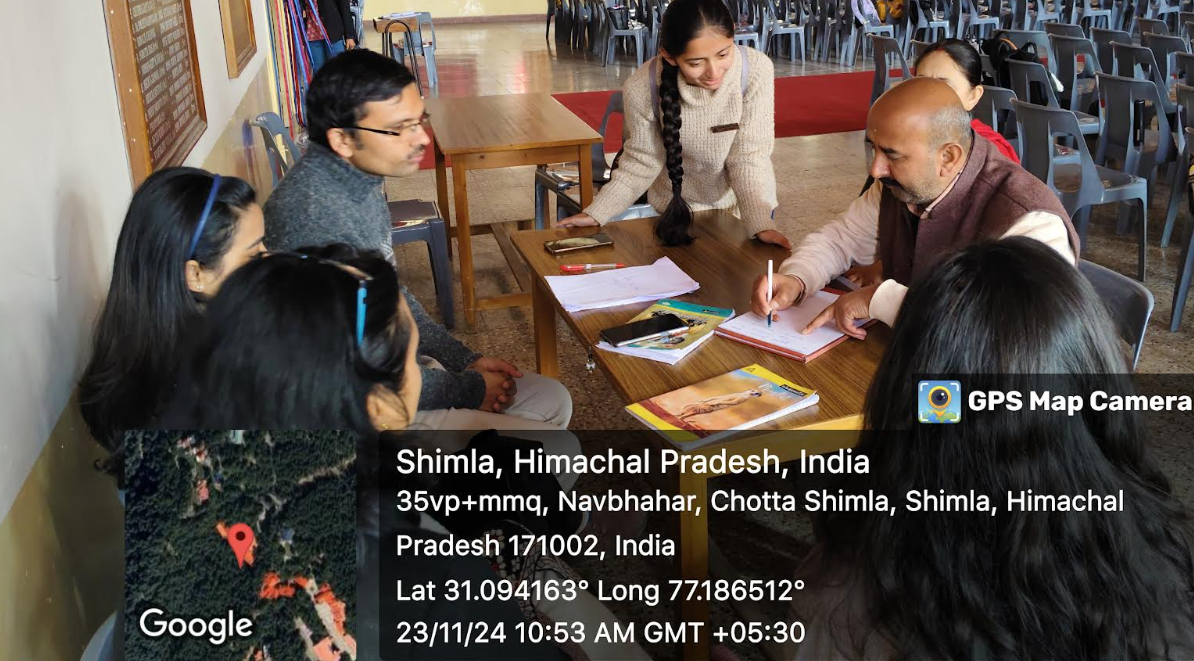 GPS Map Camera
Shimla, Himachal Pradesh, India
35vp+mmq, Navbhahar, Chotta Shimla, Shimla, Himachal
Pradesh 171002, India
Lat 31.094163° Long 77.186512°
23/11/24 10:53 AM GMT +05:30
Google